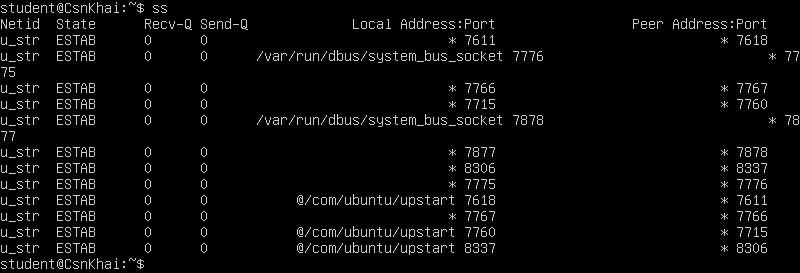 student@CsnKhai:~$ ss
Netid  State      Recv-Q Send-Q                Local Address:Port                    Peer Address:Port
u_str  ESTAB      0      0                                 * 7611                               * 7618
u_str  ESTAB      0      0      /var/run/dbus/system_bus_socket 7776                                  * 77
75
u_str  ESTAB      0      0                                 * 7766                               * 7767
u_str  ESTAB      0      0                                 * 7715                               * 7760
u_str  ESTAB      0      0      /var/run/dbus/system_bus_socket 7878                                  * 78
77
u_str  ESTAB      0      0                                 * 7877                               * 7878
u_str  ESTAB      0      0                                 * 8306                               * 8337
u_str  ESTAB      0      0                                 * 7775                               * 7776
u_str  ESTAB      0      0               @/com/ubuntu/upstart 7618                               * 7611
u_str  ESTAB      0      0                                 * 7767                               * 7766
u_str  ESTAB      0      0               @/com/ubuntu/upstart 7760                               * 7715
u_str  ESTAB      0      0               @/com/ubuntu/upstart 8337                               * 8306
student@CsnKhai:~$